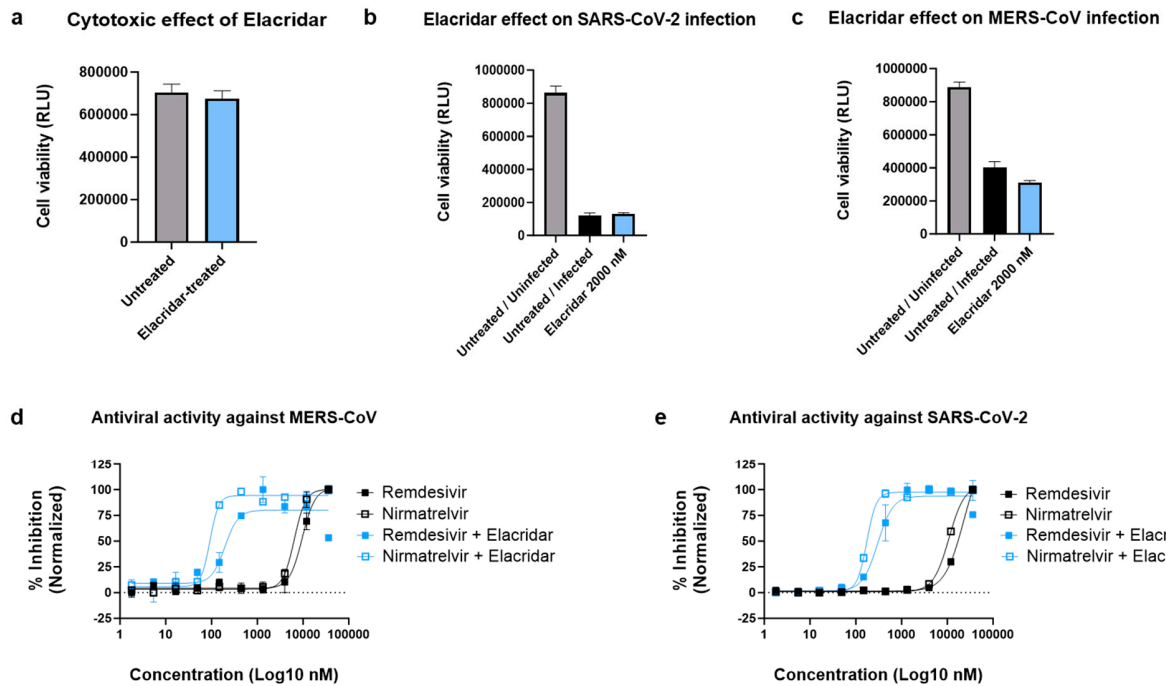 a Cytotoxic effect of Elacridar
Cell viability (RLU)
800000
600000
400000
200000
0
Untreated
Elacridar-treated
b Elacridar effect on SARS-CoV-2 infection
Cell viability (RLU)
1000000
800000
600000
400000
200000
0
Untreated / Uninfected
Untreated / Infected
Elacridar 2000 nM
c Elacridar effect on MERS-CoV infection
Cell viability (RLU)
1000000
800000
600000
400000
200000
0
Untreated / Uninfected
Untreated / Infected
Elacridar 2000 nM
d Antiviral activity against MERS-CoV
% Inhibition
(Normalized)
125
100
75
50
25
0
-25
1 10 100 1000 10000 100000
Concentration (Log10 nM)
Remdesivir
Nirmatrelvir
Remdesivir + Elacridar
Nirmatrelvir + Elacridar
e Antiviral activity against SARS-CoV-2
% Inhibition
(Normalized)
125
100
75
50
25
0
-25
1 10 100 1000 10000 100000
Concentration (Log10 nM)
Remdesivir
Nirmatrelvir
Remdesivir + Elacr
Nirmatrelvir + Elac